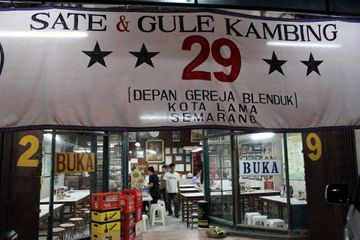 SATE & GULE KAMBING
29
(DEPAN GEREJA BLENDUK)
KOTA LAMA
SEMARANG
2 9
BUKA BUKA